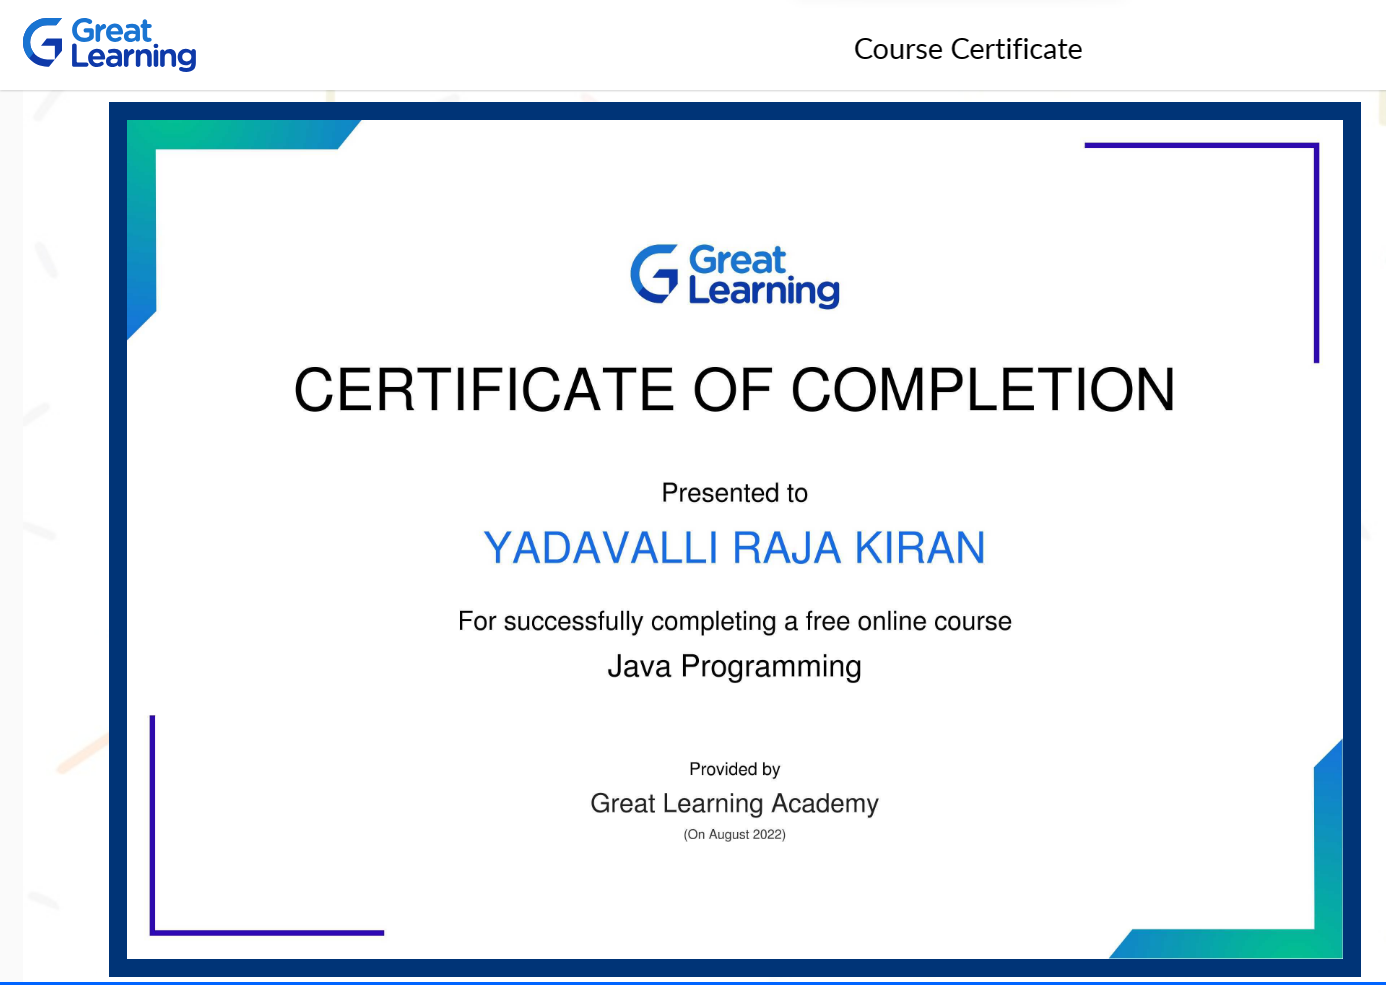 Great
Learning
Course Certificate
Great
Learning
CERTIFICATE OF COMPLETION
Presented to
YADAVALLI RAJA KIRAN
For successfully completing a free online course
Java Programming
Provided by
Great Learning Academy
(On August 2022)